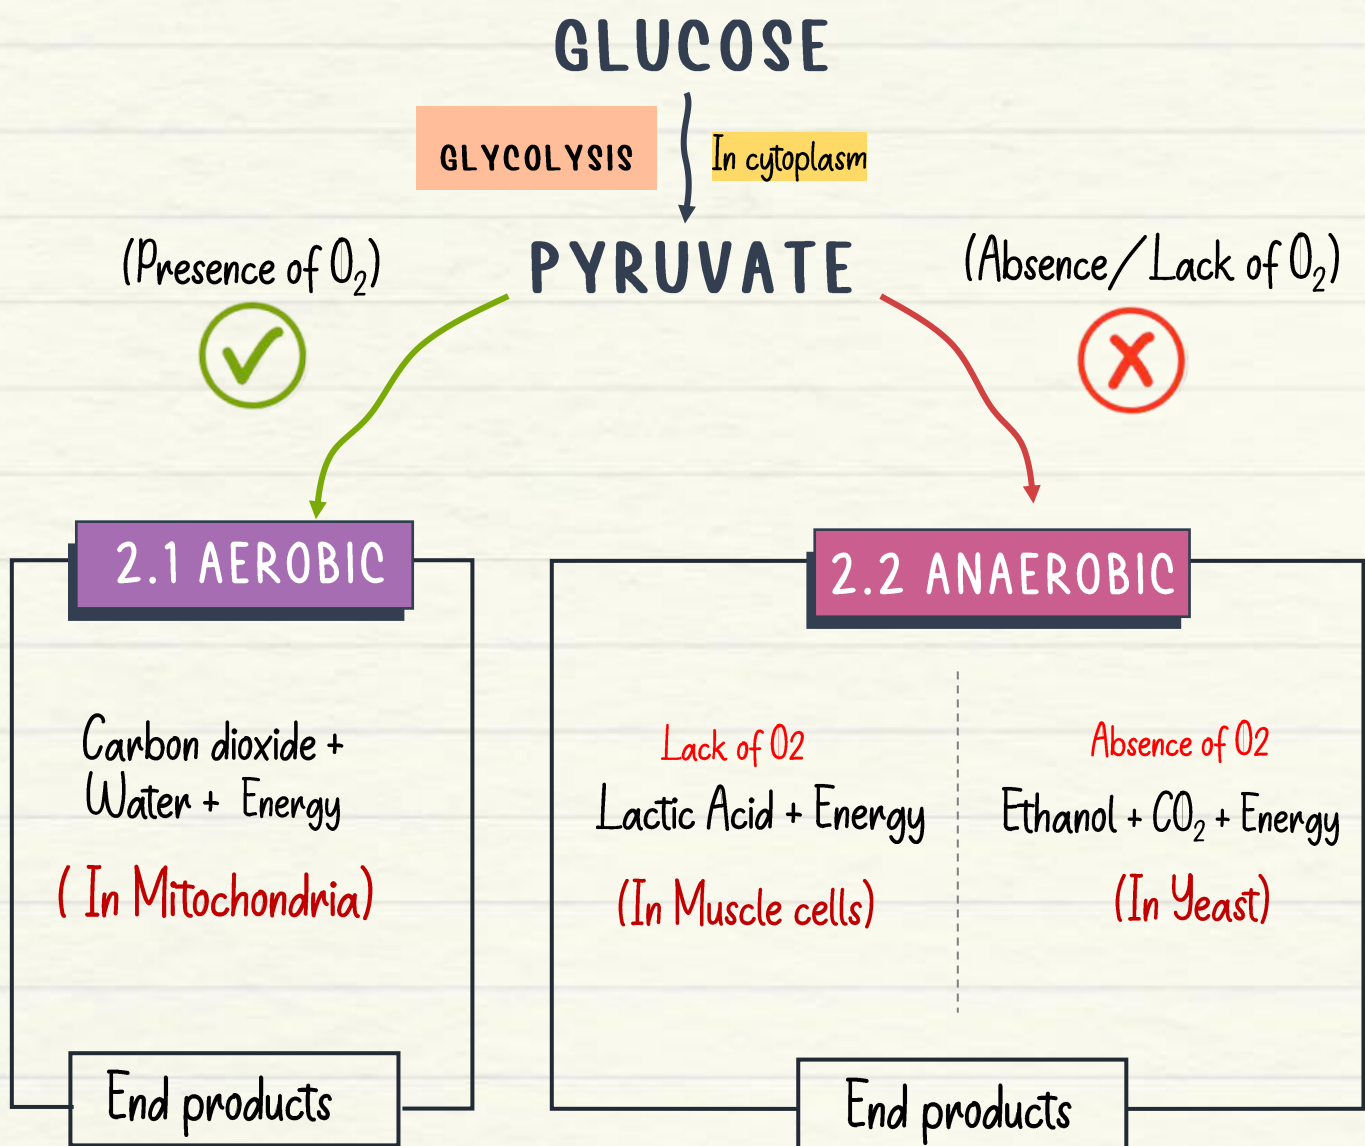 GLUCOSE
GLYCOLYSIS
In cytoplasm
(Presence of O₂)
PYRUVATE
(Absence/Lack of O₂)
2.1 AEROBIC
2.2 ANAEROBIC
Carbon dioxide +
Water + Energy
( In Mitochondria)
Lack of O2
Lactic Acid + Energy
(In Muscle cells)
Absence of O2
Ethanol + CO₂ + Energy
(In Yeast)
End products
End products